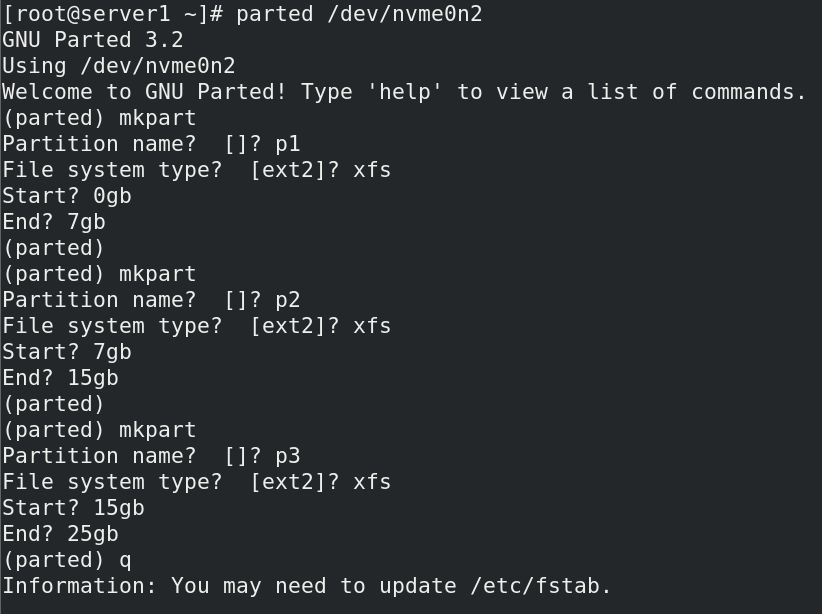 [root@server1 ~]# parted /dev/nvme0n2
GNU Parted 3.2
Using /dev/nvme0n2
Welcome to GNU Parted! Type 'help' to view a list of commands.
(parted) mkpart
Partition name?  []? p1
File system type?  [ext2]? xfs
Start? 0gb
End? 7gb
(parted)
(parted) mkpart
Partition name?  []? p2
File system type?  [ext2]? xfs
Start? 7gb
End? 15gb
(parted)
(parted) mkpart
Partition name?  []? p3
File system type?  [ext2]? xfs
Start? 15gb
End? 25gb
(parted) q
Information: You may need to update /etc/fstab.